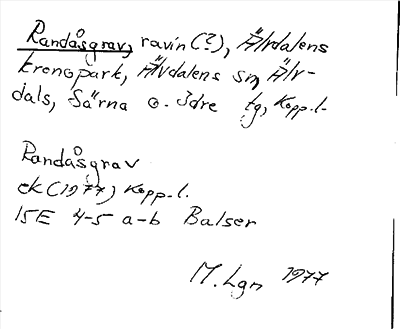 Randåsgrav, ravin (?), Älvdalens
kronopark, Älvdalens sn, Älv-
dals, Särna o. Idre tg, Kopp.l.
Randåsgrav
ek (1977) Kopp.l.
15E 4-5 a-b Balser
M. Lgn 1977